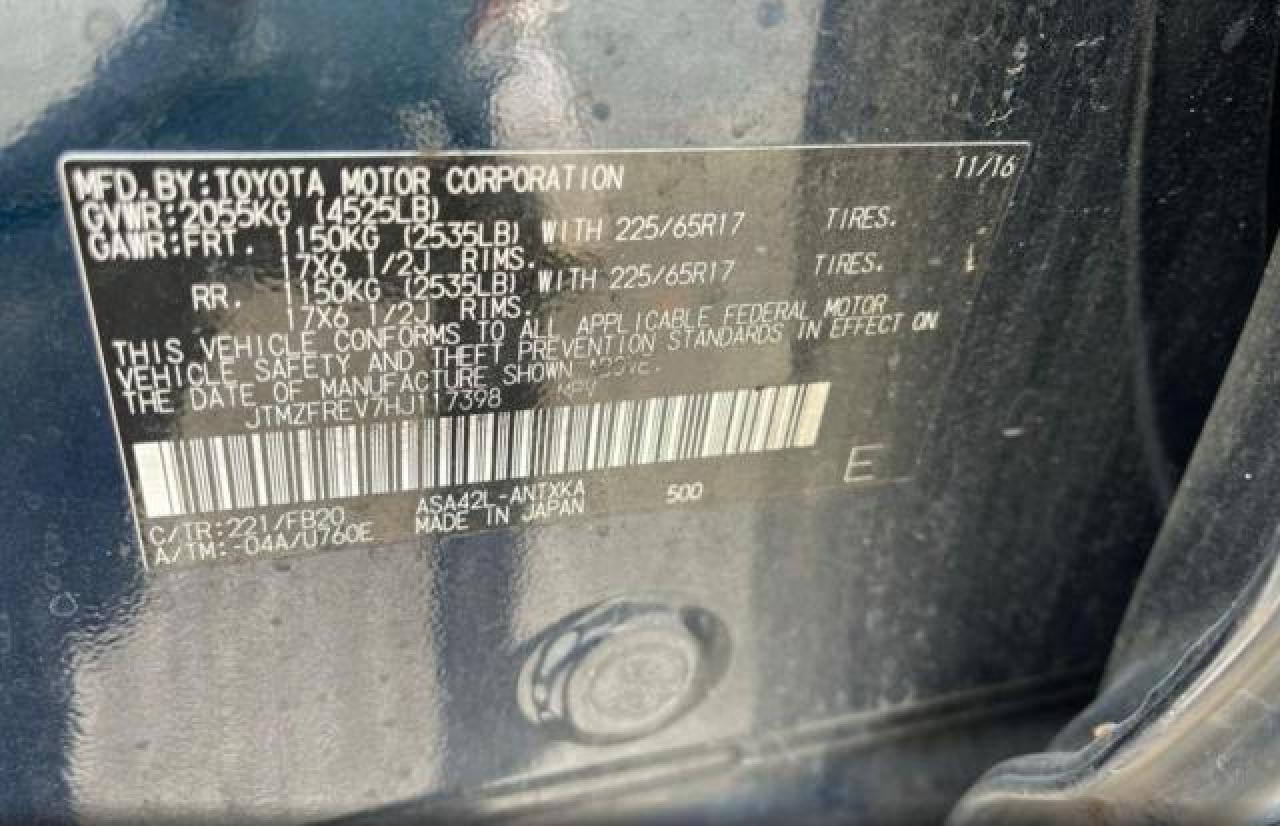 MFD.BY:TOYOTA MOTOR CORPORATION 11/16
GVWR:2055KG (4525LB)
GAWR:FRT. 1150KG (2535LB) WITH 225/65R17 TIRES.
17X6 1/2J RIMS.
RR. 1150KG (2535LB) WITH 225/65R17 TIRES.
17X6 1/2J RIMS.
THIS VEHICLE CONFORMS TO ALL APPLICABLE FEDERAL MOTOR
VEHICLE SAFETY AND THEFT PREVENTION STANDARDS IN EFFECT ON
THE DATE OF MANUFACTURE SHOWN ABOVE.
JTMZFREV7HJ117398 MPV
E
C/TR:221/FB20 ASA42L-ANTXKA 500
A/TM:-04A/U760E MADE IN JAPAN